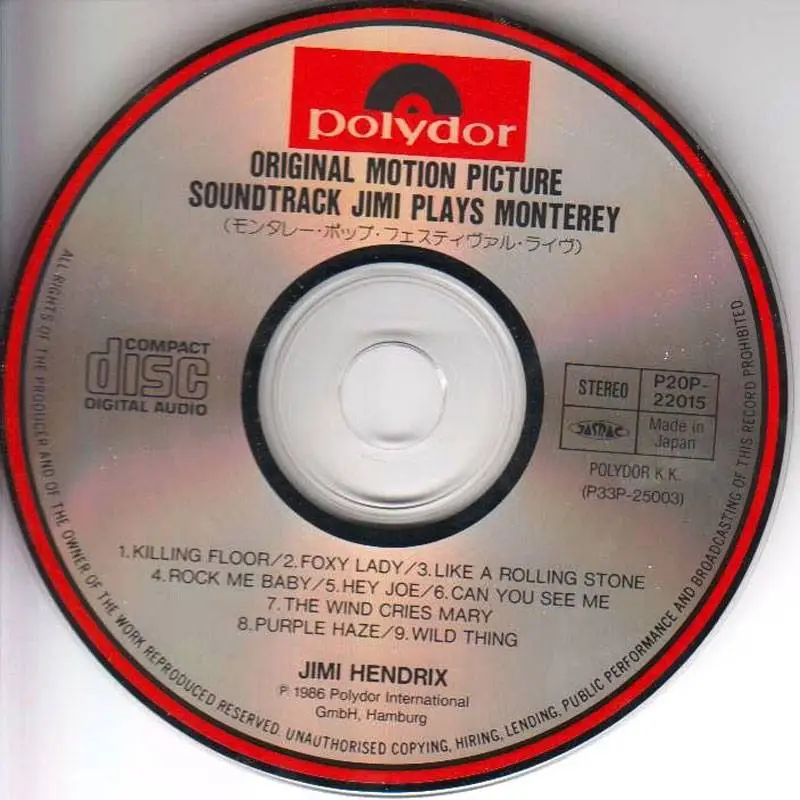 polydor
ORIGINAL MOTION PICTURE
SOUNDTRACK JIMI PLAYS MONTEREY
(モンタレー・ポップ・フェスティヴァル・ライヴ)
COMPACT
disc
DIGITAL AUDIO
STEREO
P20P-
22015
JASRAC
Made in
Japan
POLYDOR K.K.
(P33P-25003)
1.KILLING FLOOR/2.FOXY LADY/3.LIKE A ROLLING STONE
4.ROCK ME BABY/5.HEY JOE/6.CAN YOU SEE ME
7.THE WIND CRIES MARY
8.PURPLE HAZE/9.WILD THING
JIMI HENDRIX
℗ 1986 Polydor International
GmbH, Hamburg
ALL RIGHTS OF THE PRODUCER AND OF THE OWNER OF THE WORK REPRODUCED RESERVED. UNAUTHORISED COPYING, HIRING, LENDING, PUBLIC PERFORMANCE AND BROADCASTING OF THIS RECORD PROHIBITED